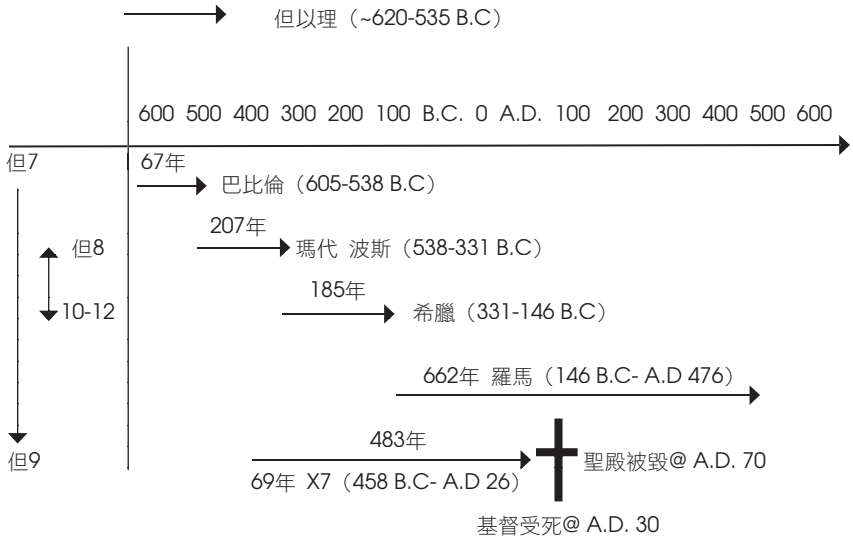 但以理（~620-535 B.C）
600 500 400 300 200 100 B.C. 0 A.D. 100 200 300 400 500 600
但7
67年
巴比倫（605-538 B.C）
207年
但8
瑪代 波斯（538-331 B.C）
185年
10-12
希臘（331-146 B.C）
662年 羅馬（146 B.C- A.D 476）
483年
但9
聖殿被毀@ A.D. 70
69年 X7（458 B.C- A.D 26）
基督受死@ A.D. 30